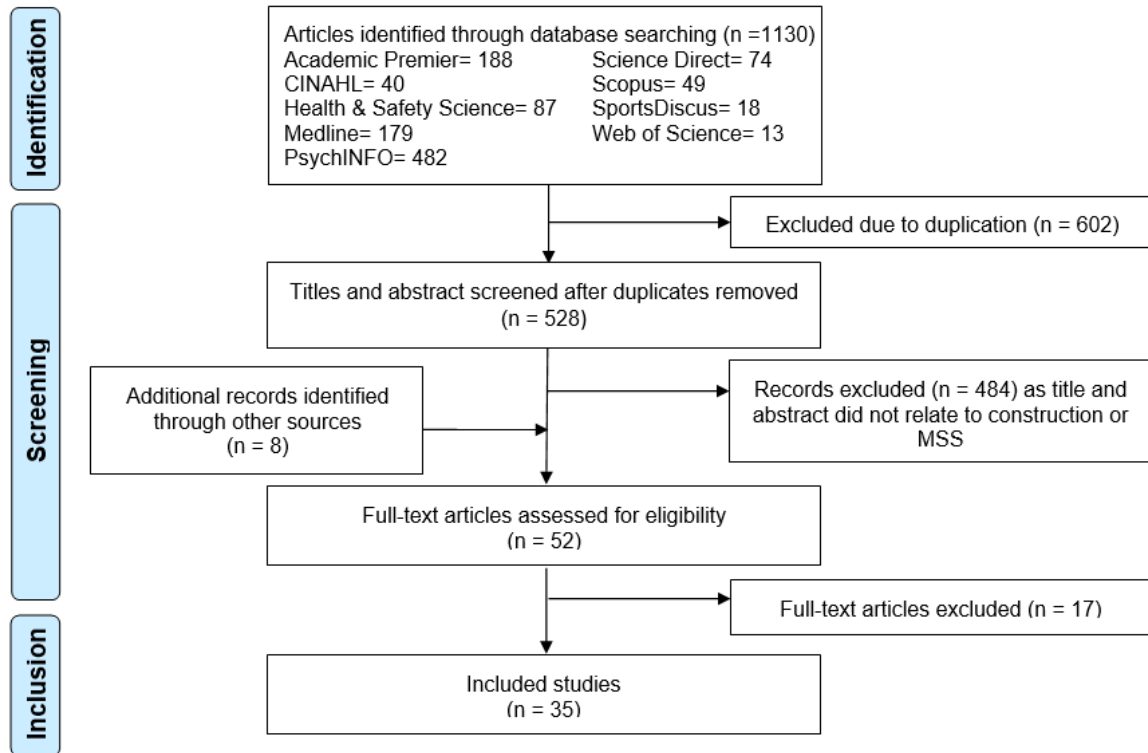 Identification
Articles identified through database searching (n =1130)
Academic Premier= 188
CINAHL= 40
Health & Safety Science= 87
Medline= 179
PsychINFO= 482
Science Direct= 74
Scopus= 49
SportsDiscus= 18
Web of Science= 13
Excluded due to duplication (n = 602)
Screening
Titles and abstract screened after duplicates removed
(n = 528)
Additional records identified
through other sources
(n = 8)
Records excluded (n = 484) as title and
abstract did not relate to construction or
MSS
Full-text articles assessed for eligibility
(n = 52)
Full-text articles excluded (n = 17)
Inclusion
Included studies
(n = 35)